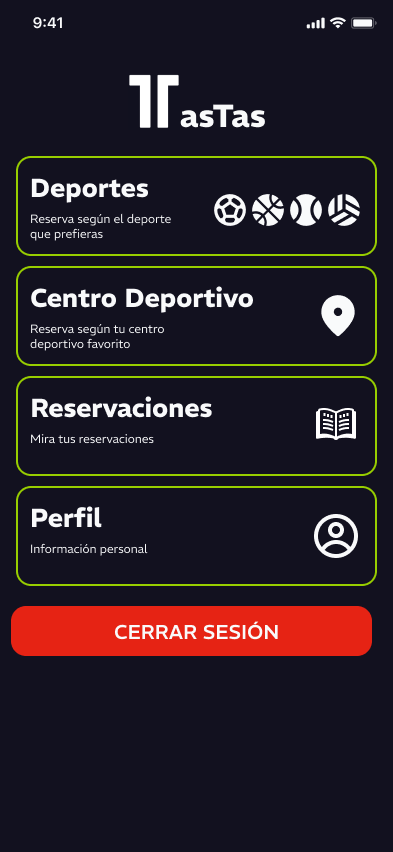 9:41
TTasTas
Deportes
Reserva según el deporte
que prefieras
Centro Deportivo
Reserva según tu centro
deportivo favorito
Reservaciones
Mira tus reservaciones
Perfil
Información personal
CERRAR SESIÓN